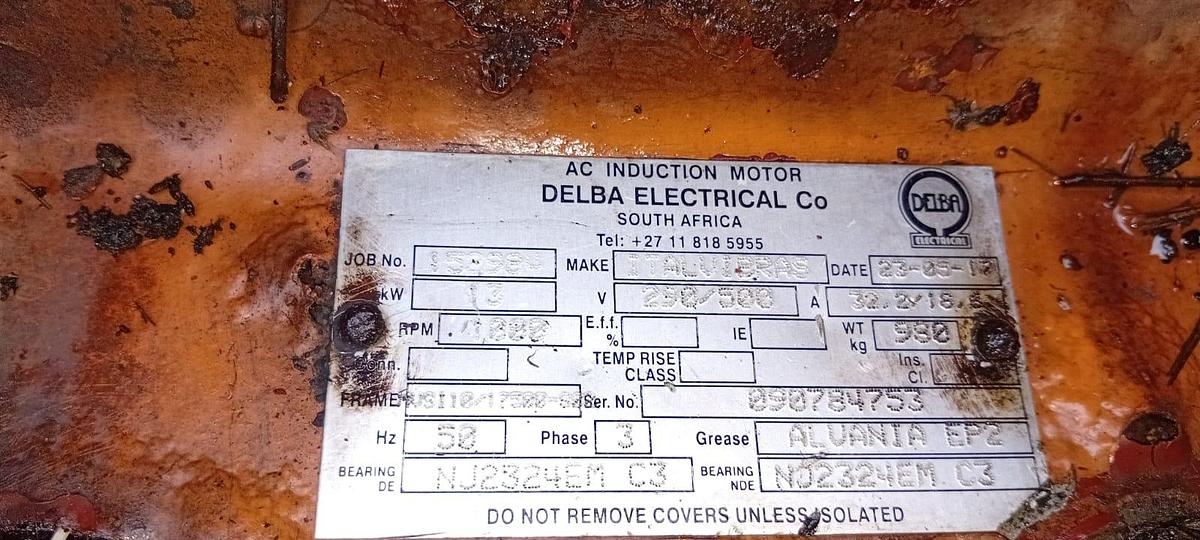 AC INDUCTION MOTOR
DELBA ELECTRICAL Co
SOUTH AFRICA
DELBA
ELECTRICAL
Tel: +27 11 818 5955
JOB No. MAKE ITALVIBRAS DATE 23-05-17
kW 13 V 290/500 A
RPM 1000 E.f.f. % IE WT kg 980
Conn. TEMP RISE CLASS Ins. Cl.
FRAME Ser. No. 090784753
Hz 50 Phase 3 Grease ALVANIA EP2
BEARING DE NJ2324EM C3 BEARING NDE NJ2324EM C3
DO NOT REMOVE COVERS UNLESS ISOLATED